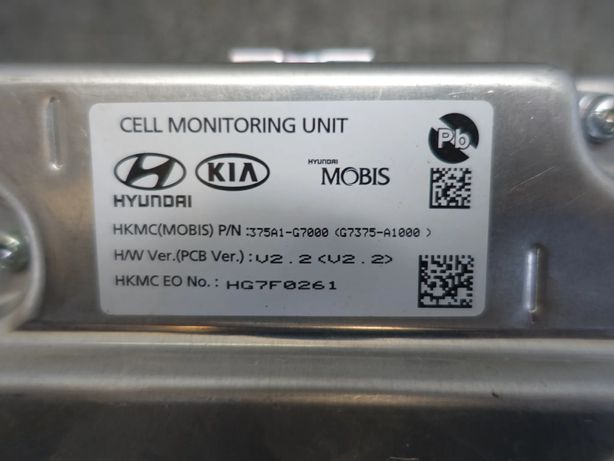 CELL MONITORING UNIT
Pb
HYUNDAI
KIA
HYUNDAI
MOBIS
HKMC(MOBIS) P/N :375A1-G7000 (G7375-A1000 )
H/W Ver.(PCB Ver.) : V2.2<V2.2>
HKMC EO No. : HG7F0261